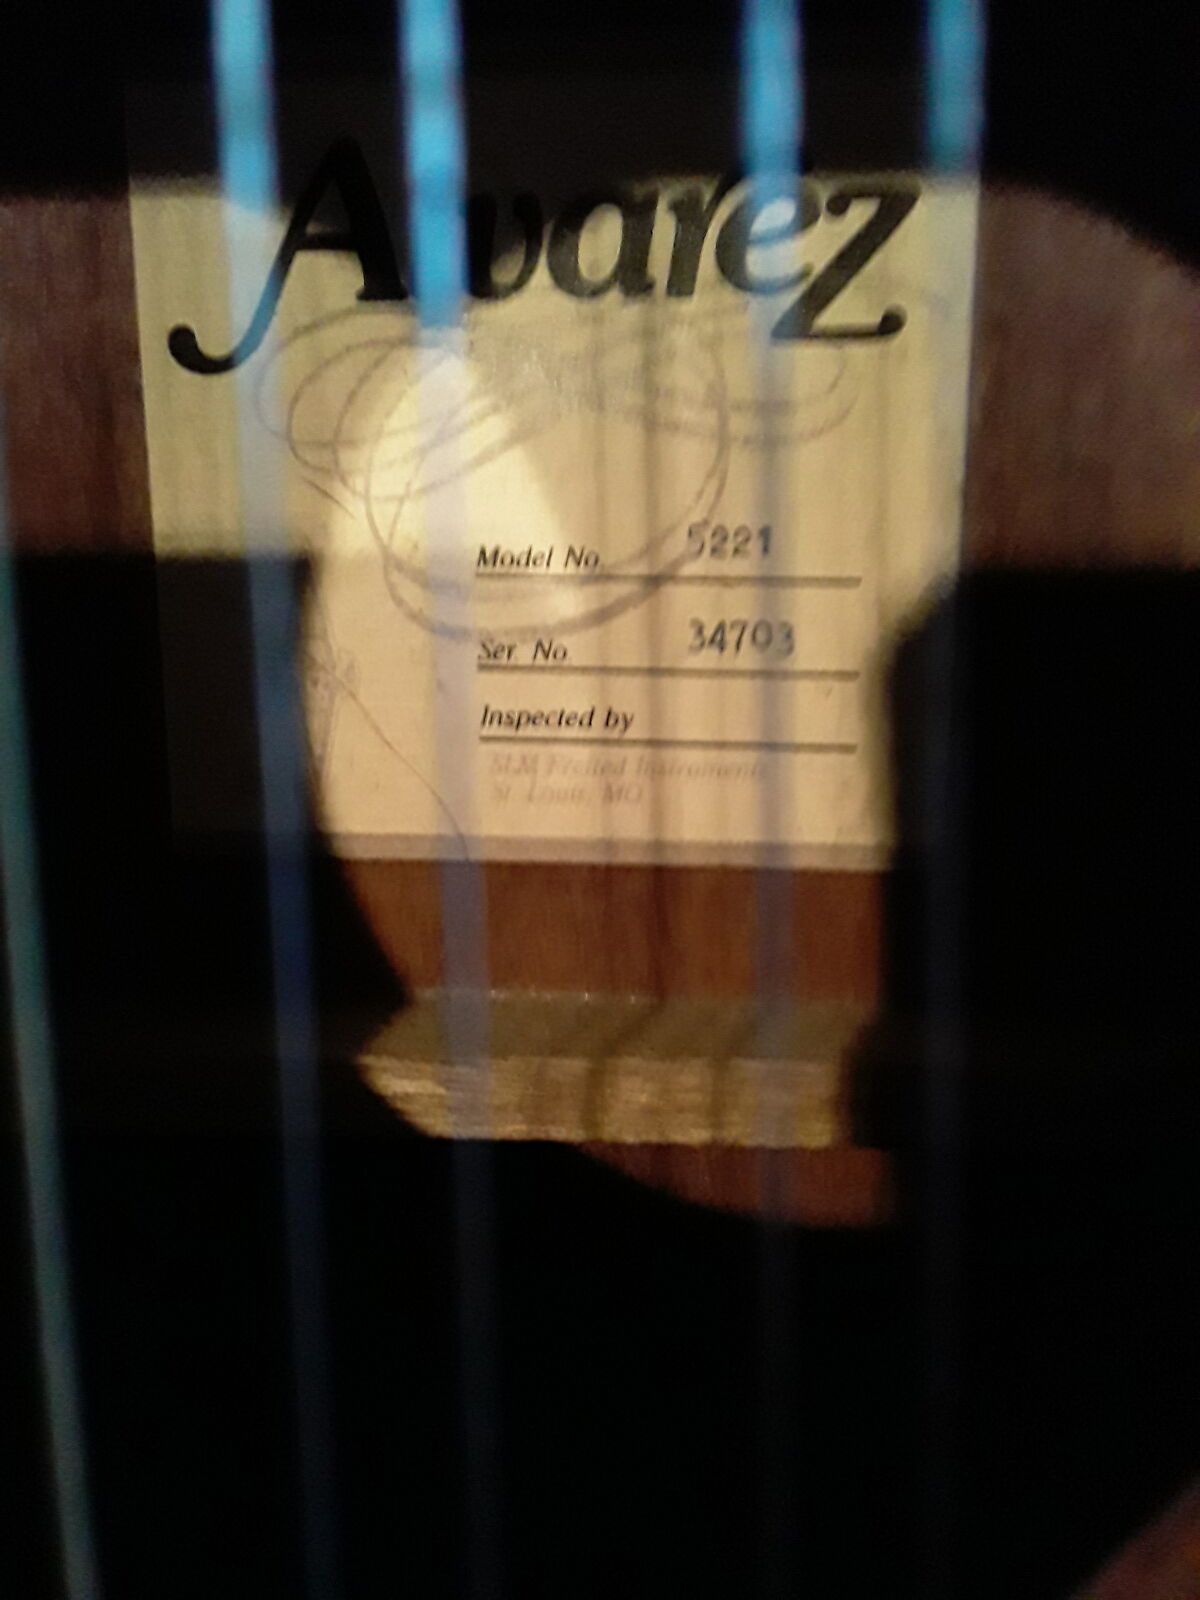 Alvarez
Model No. 5221
Ser. No. 34703
Inspected by
SLM Fretted Instruments
St. Louis, MO